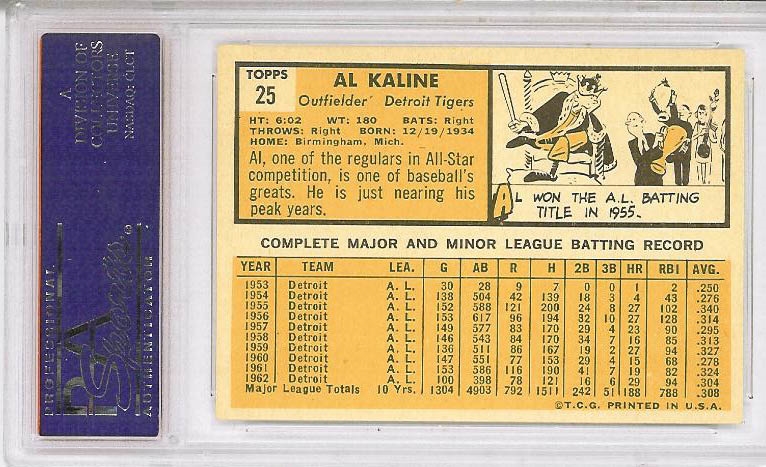 A
DIVISION OF
COLLECTORS
UNIVERSE
NASDAQ: CLCT
PROFESSIONAL
PSA
Sports
AUTHENTICATION
TOPPS
25
AL KALINE
Outfielder Detroit Tigers
HT: 6:02 WT: 180 BATS: Right
THROWS: Right BORN: 12/19/1934
HOME: Birmingham, Mich.
Al, one of the regulars in All-Star
competition, is one of baseball's
greats. He is just nearing his
peak years.
AL WON THE A.L. BATTING
TITLE IN 1955.
COMPLETE MAJOR AND MINOR LEAGUE BATTING RECORD
YEAR TEAM LEA. G AB R H 2B 3B HR RBI AVG.
1953 Detroit A. L. 30 28 9 7 0 0 1 2 .250
1954 Detroit A. L. 138 504 42 139 18 3 4 43 .276
1955 Detroit A. L. 152 588 121 200 24 8 27 102 .340
1956 Detroit A. L. 153 617 96 194 32 10 27 128 .314
1957 Detroit A. L. 149 577 83 170 29 4 23 90 .295
1958 Detroit A. L. 146 543 84 170 34 7 16 85 .313
1959 Detroit A. L. 136 511 86 167 19 2 27 94 .327
1960 Detroit A. L. 147 551 77 153 29 4 15 68 .278
1961 Detroit A. L. 153 586 116 190 41 7 19 82 .324
1962 Detroit A. L. 100 398 78 121 16 6 29 94 .304
Major League Totals 10 Yrs. 1304 4903 792 1511 242 51 188 788 .308
©T.C.G. PRINTED IN U.S.A.